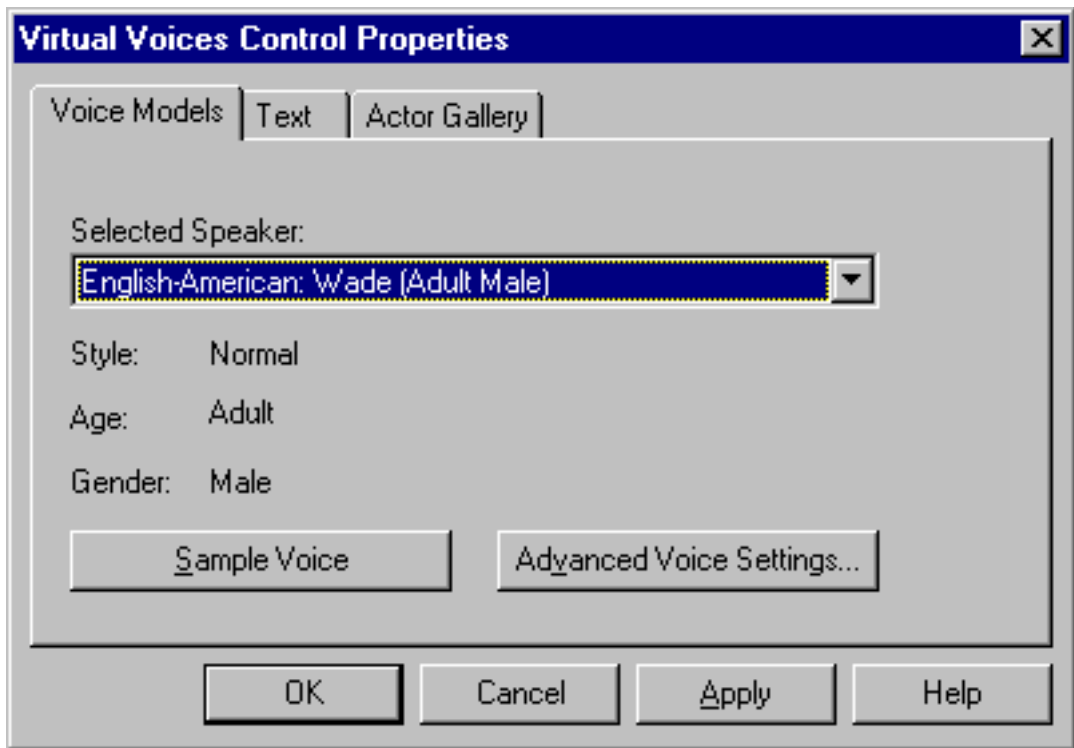 Virtual Voices Control Properties
Voice Models Text Actor Gallery
Selected Speaker:
English-American: Wade (Adult Male)
Style: Normal
Age: Adult
Gender: Male
Sample Voice Advanced Voice Settings...
OK Cancel Apply Help